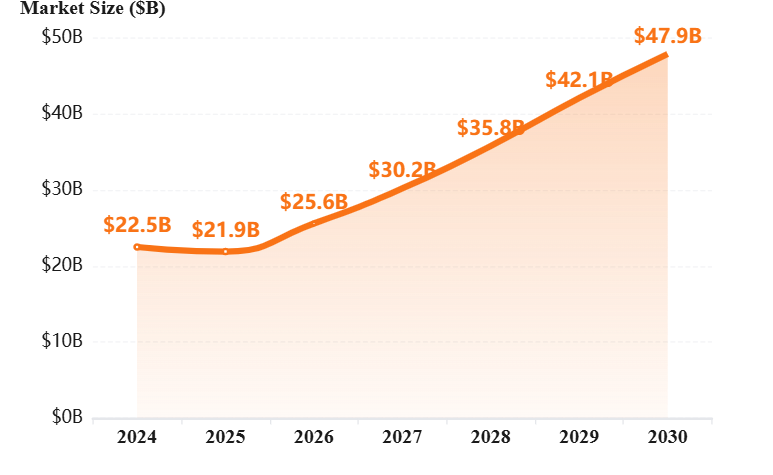 Market Size ($B)
$50B
$47.9B
$42.1B
$40B
$35.8B
$30.2B
$30B
$25.6B
$22.5B
$21.9B
$20B
$10B
$0B
2024 2025 2026 2027 2028 2029 2030